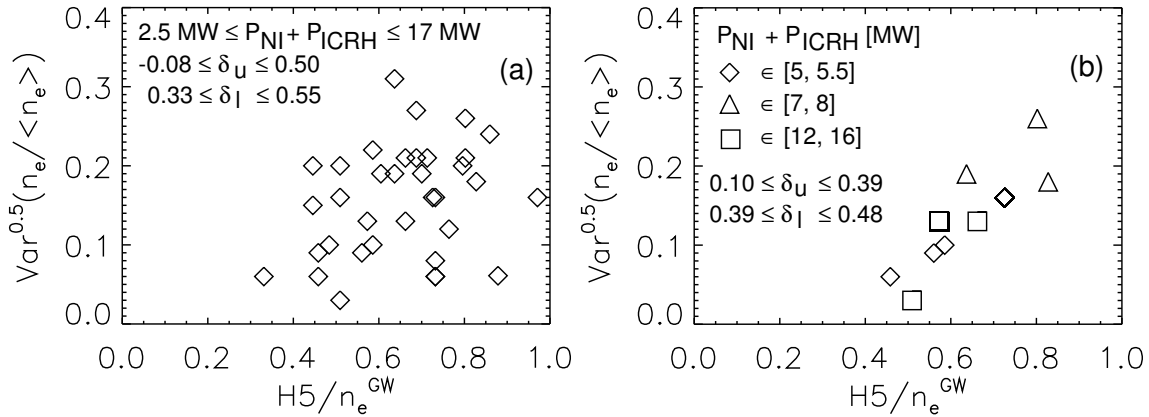 2.5 MW ≤ P_NI + P_ICRH ≤ 17 MW
-0.08 ≤ δ_u ≤ 0.50
0.33 ≤ δ_l ≤ 0.55
(a)
0.4
0.3
0.2
0.1
0.0
Var^0.5(n_e/<n_e>)
0.0 0.2 0.4 0.6 0.8 1.0
H5/n_e^GW
P_NI + P_ICRH [MW]
∈ [5, 5.5]
∈ [7, 8]
∈ [12, 16]
0.10 ≤ δ_u ≤ 0.39
0.39 ≤ δ_l ≤ 0.48
(b)
0.4
0.3
0.2
0.1
0.0
Var^0.5(n_e/<n_e>)
0.0 0.2 0.4 0.6 0.8 1.0
H5/n_e^GW